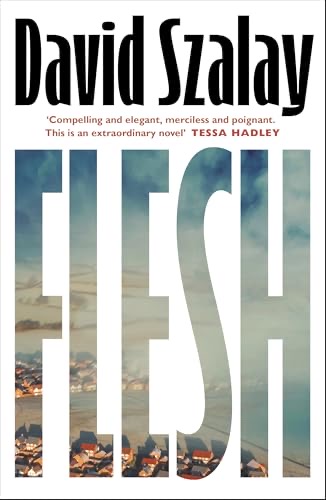 David Szalay
‘Compelling and elegant, merciless and poignant.
This is an extraordinary novel’ TESSA HADLEY
FLESH